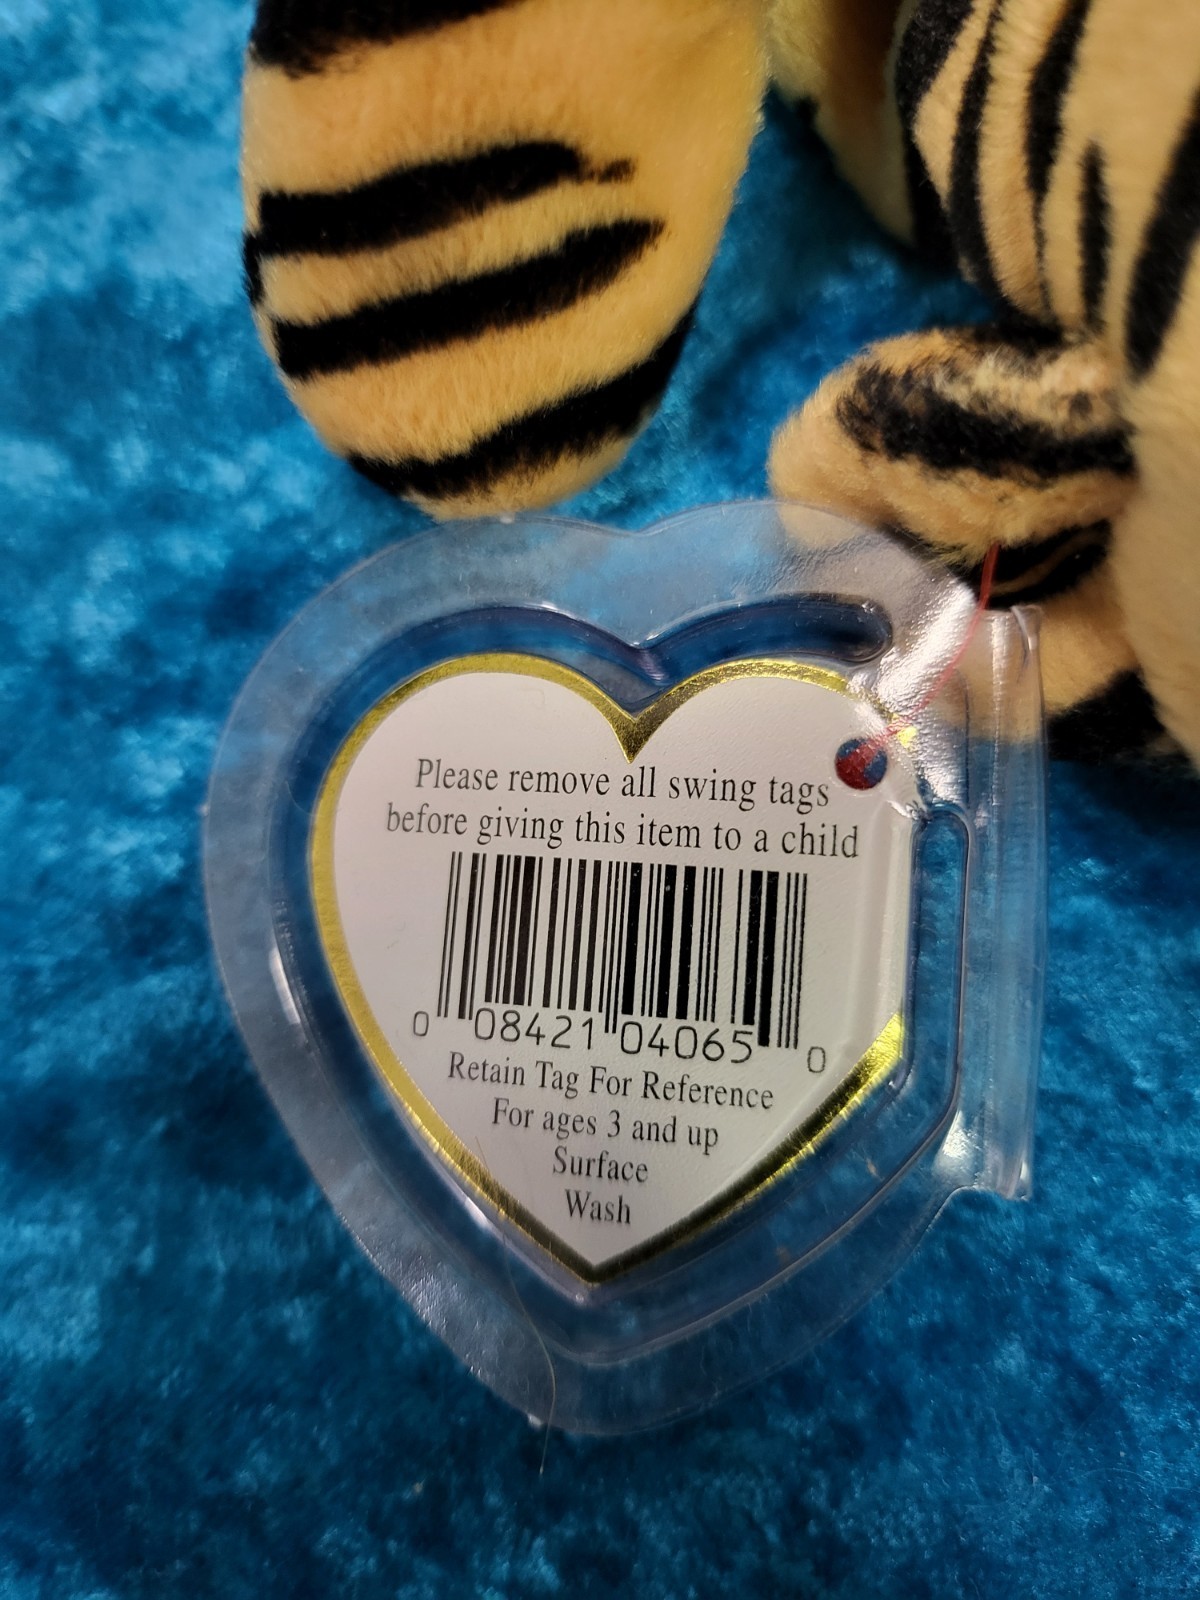 Please remove all swing tags
before giving this item to a child
0 08421 04065 0
Retain Tag For Reference
For ages 3 and up
Surface
Wash